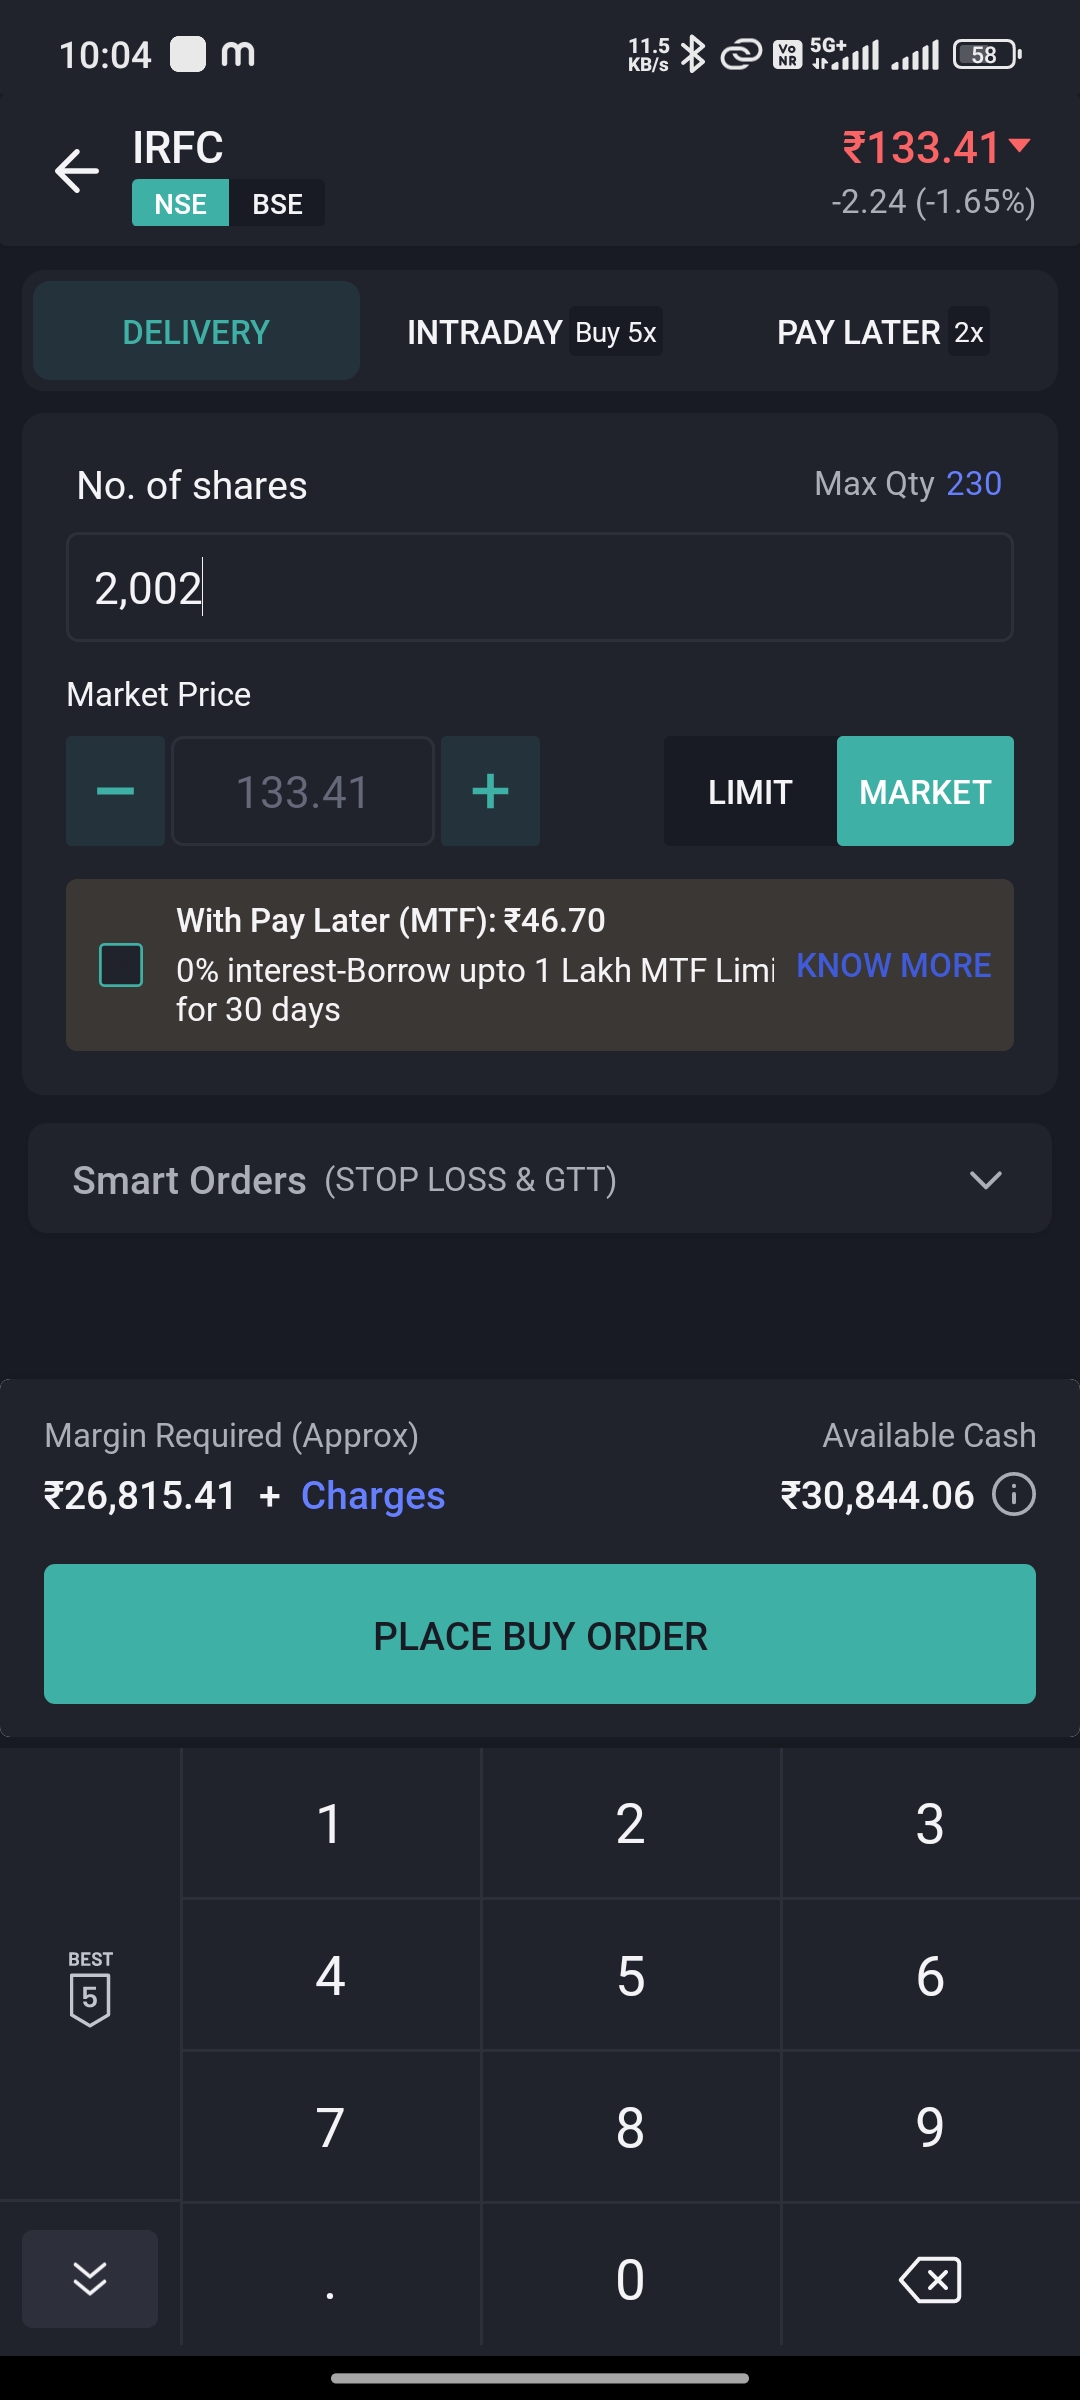 10:04 m 11.5 KB/s Vo NR 5G+ 58
IRFC ₹133.41
NSE BSE -2.24 (-1.65%)
DELIVERY INTRADAY Buy 5x PAY LATER 2x
No. of shares Max Qty 230
2,002
Market Price
133.41 LIMIT MARKET
With Pay Later (MTF): ₹46.70
0% interest-Borrow upto 1 Lakh MTF Limi KNOW MORE
for 30 days
Smart Orders (STOP LOSS & GTT)
Margin Required (Approx) Available Cash
₹26,815.41 + Charges ₹30,844.06
PLACE BUY ORDER
1 2 3
BEST
5
4 5 6
7 8 9
. 0